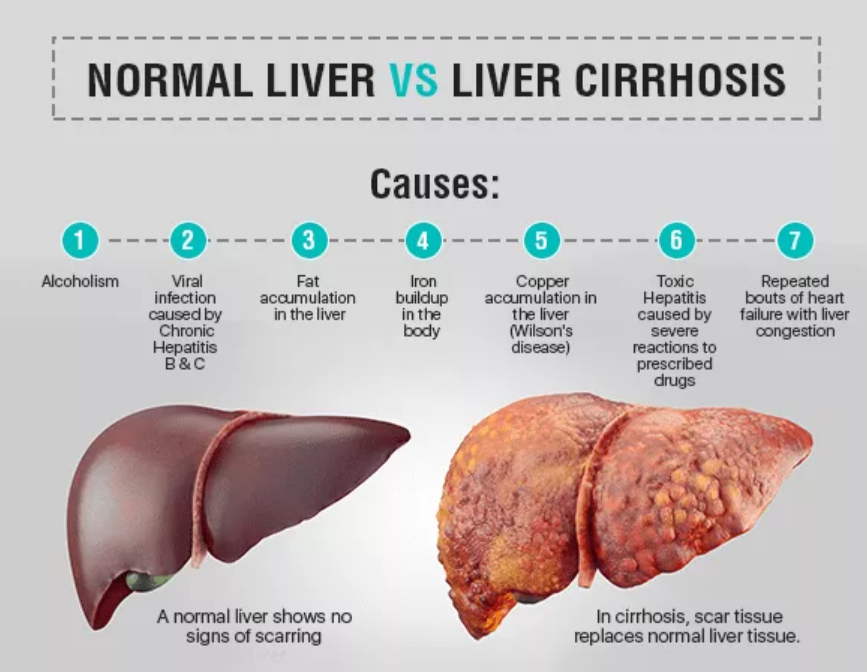 NORMAL LIVER VS LIVER CIRRHOSIS
Causes:
1
2
3
4
5
6
7
Alcoholism
Viral
infection
caused by
Chronic
Hepatitis
B & C
Fat
accumulation
in the liver
Iron
buildup
in the
body
Copper
accumulation in
the liver
(Wilson's
disease)
Toxic
Hepatitis
caused by
severe
reactions to
prescribed
drugs
Repeated
bouts of heart
failure with liver
congestion
A normal liver shows no
signs of scarring
In cirrhosis, scar tissue
replaces normal liver tissue.